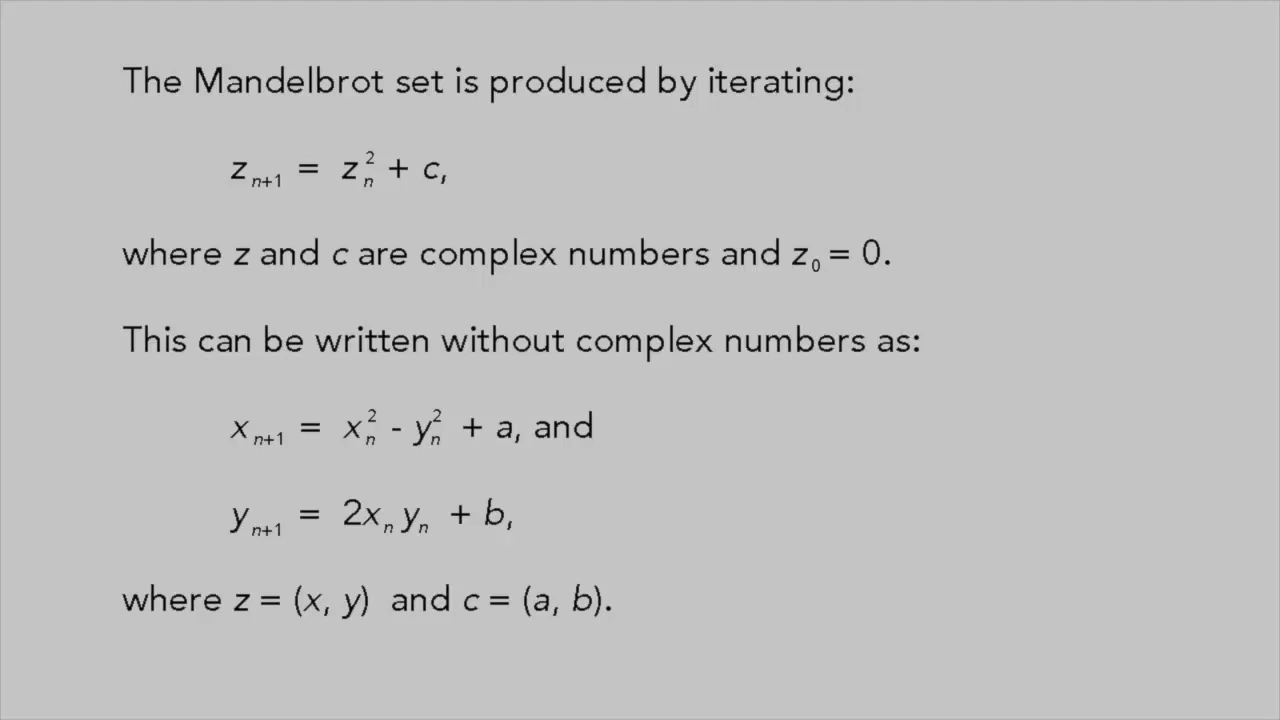 The Mandelbrot set is produced by iterating:
z_{n+1} = z_n^2 + c,
where z and c are complex numbers and z_0 = 0.
This can be written without complex numbers as:
x_{n+1} = x_n^2 - y_n^2 + a, and
y_{n+1} = 2x_n y_n + b,
where z = (x, y) and c = (a, b).